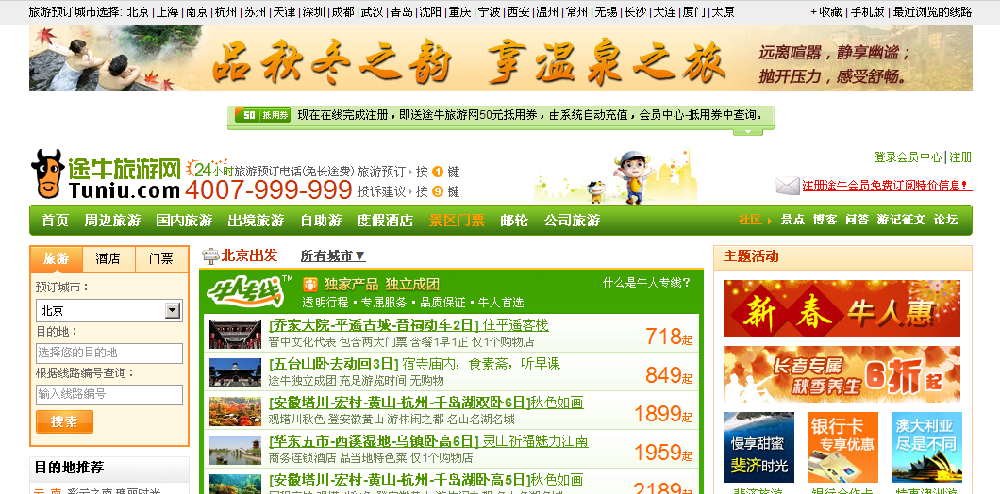 旅游预订城市选择: 北京 | 上海 | 南京 | 杭州 | 苏州 | 天津 | 深圳 | 成都 | 武汉 | 青岛 | 沈阳 | 重庆 | 宁波 | 西安 | 温州 | 常州 | 无锡 | 长沙 | 大连 | 厦门 | 太原
+ 收藏 | 手机版 | 最近浏览的线路
品秋冬之韵 享温泉之旅
远离喧嚣，静享幽谧；
抛开压力，感受舒畅。
50 抵用券 现在在线完成注册，即送途牛旅游网50元抵用券，由系统自动充值，会员中心-抵用券中查询。
途牛旅游网
Tuniu.com
24小时旅游预订电话(免长途费) 旅游预订 按 1 键
4007-999-999 投诉建议 按 9 键
登录会员中心 | 注册
注册途牛会员免费订阅特价信息！
首页 周边旅游 国内旅游 出境旅游 自助游 度假酒店 景区门票 邮轮 公司旅游
社区 景点 博客 问答 游记征文 论坛
旅游 酒店 门票
预订城市：
北京
目的地：
选择您的目的地
根据线路编号查询：
输入线路编号
搜索
目的地推荐
北京出发 所有城市▼
牛专线 TM
独家产品 独立成团
什么是牛人专线？
透明行程・专属服务・品质保证・牛人首选
[乔家大院-平遥古城-晋祠动车2日] 住平遥客栈
晋中文化代表 包含两大门票 含餐1早1正 仅1个购物店
718起
[五台山卧去动回3日] 宿寺庙内，食素斋，听早课
途牛独立成团 充足游览时间 无购物
849起
[安徽塔川-宏村-黄山-杭州-千岛湖双卧6日]秋色如画
观塔川秋色 登安徽黄山 游休闲之都 名山名湖名城
1899起
[华东五市-西溪湿地-乌镇卧高6日] 灵山祈福魅力江南
商务连锁酒店 品当地特色菜 仅1个购物店
1959起
[安徽塔川-宏村-黄山-杭州-千岛湖卧高5日]秋色如画
2189起
主题活动
新春牛人惠
长者专属
秋季养生
6折起
慢享甜蜜
斐济时光
银行卡
专享优惠
澳大利亚
尽是不同
斐济旅游
银行合作卡
特惠澳洲游